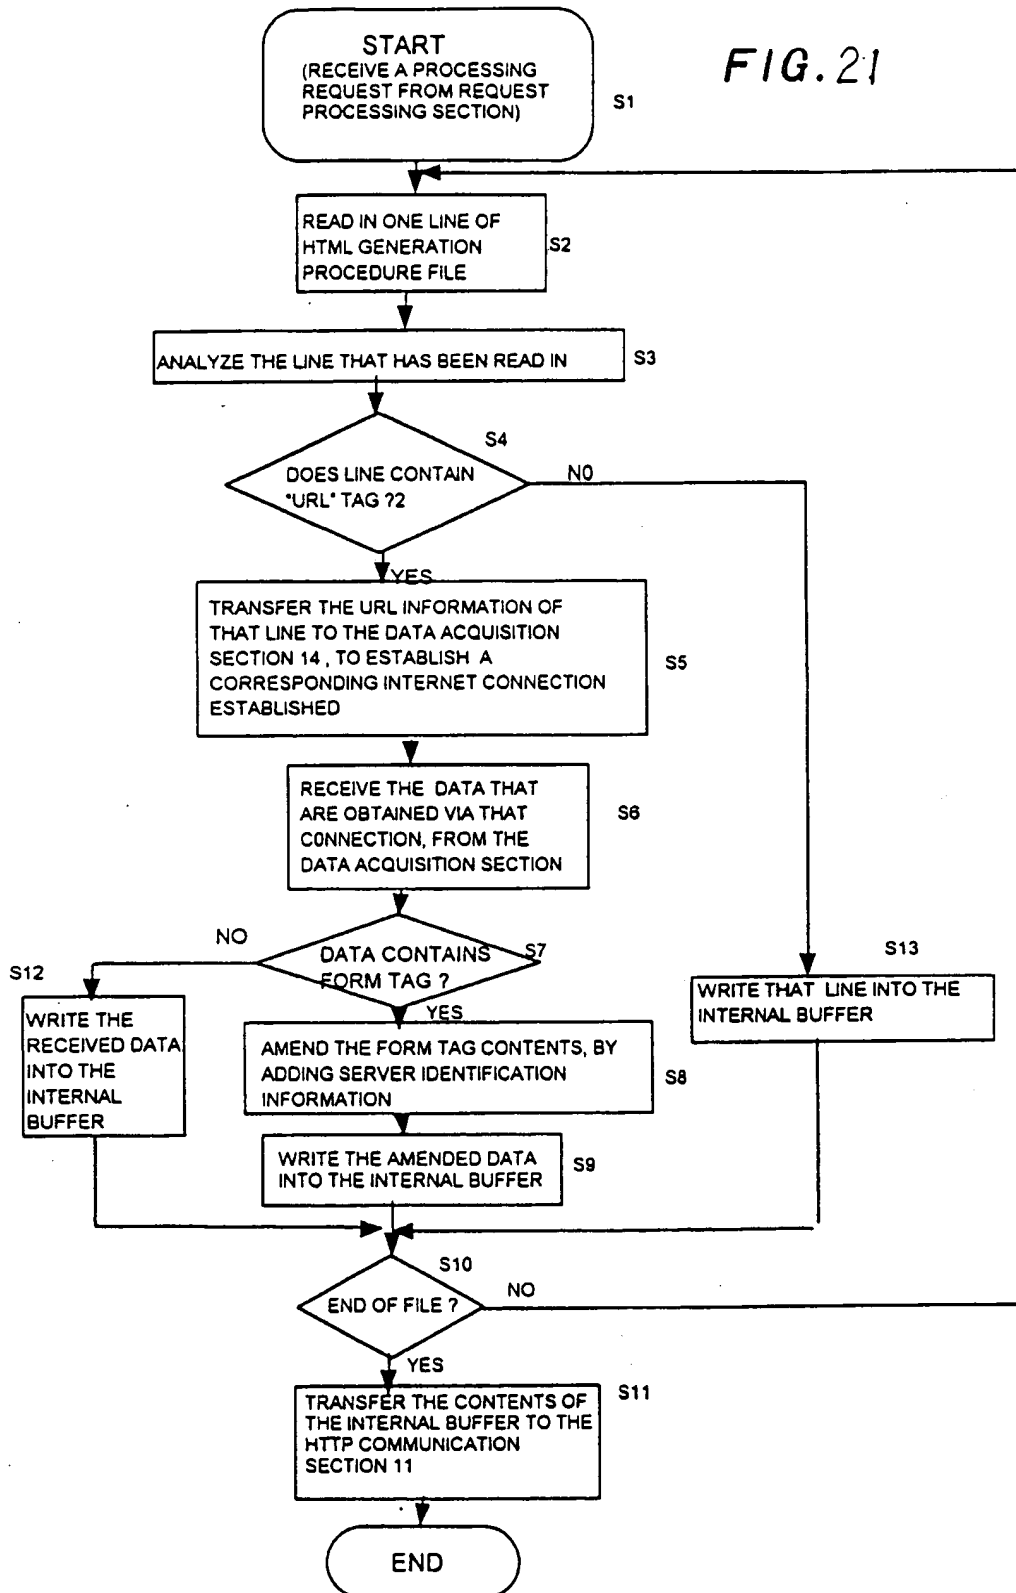 FIG.21
START
(RECEIVE A PROCESSING
REQUEST FROM REQUEST
PROCESSING SECTION)
S1
READ IN ONE LINE OF
HTML GENERATION
PROCEDURE FILE
S2
ANALYZE THE LINE THAT HAS BEEN READ IN
S3
S4
DOES LINE CONTAIN
"URL" TAG ?2
NO
YES
TRANSFER THE URL INFORMATION OF
THAT LINE TO THE DATA ACQUISITION
SECTION 14 , TO ESTABLISH A
CORRESPONDING INTERNET CONNECTION
ESTABLISHED
S5
RECEIVE THE DATA THAT
ARE OBTAINED VIA THAT
CONNECTION, FROM THE
DATA ACQUISITION SECTION
S6
NO
DATA CONTAINS
FORM TAG ?
S7
YES
S12
WRITE THE
RECEIVED DATA
INTO THE
INTERNAL
BUFFER
AMEND THE FORM TAG CONTENTS, BY
ADDING SERVER IDENTIFICATION
INFORMATION
S8
S13
WRITE THAT LINE INTO THE
INTERNAL BUFFER
WRITE THE AMENDED DATA
INTO THE INTERNAL BUFFER
S9
S10
END OF FILE ?
NO
YES
TRANSFER THE CONTENTS OF
THE INTERNAL BUFFER TO THE
HTTP COMMUNICATION
SECTION 11
S11
END